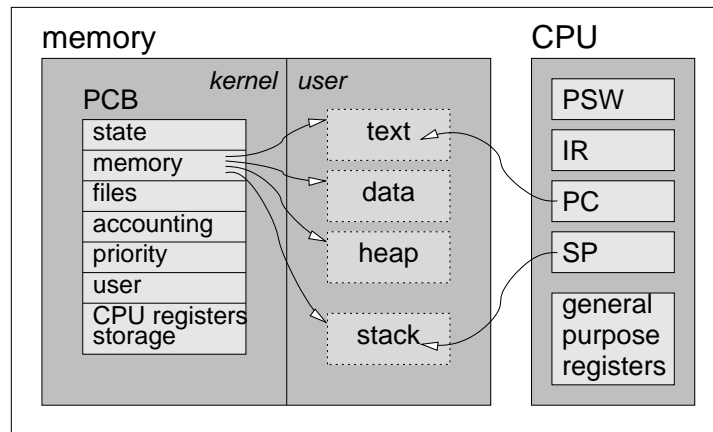 memory
kernel
user
PCB
state
memory
files
accounting
priority
user
CPU registers
storage
text
data
heap
stack
CPU
PSW
IR
PC
SP
general
purpose
registers